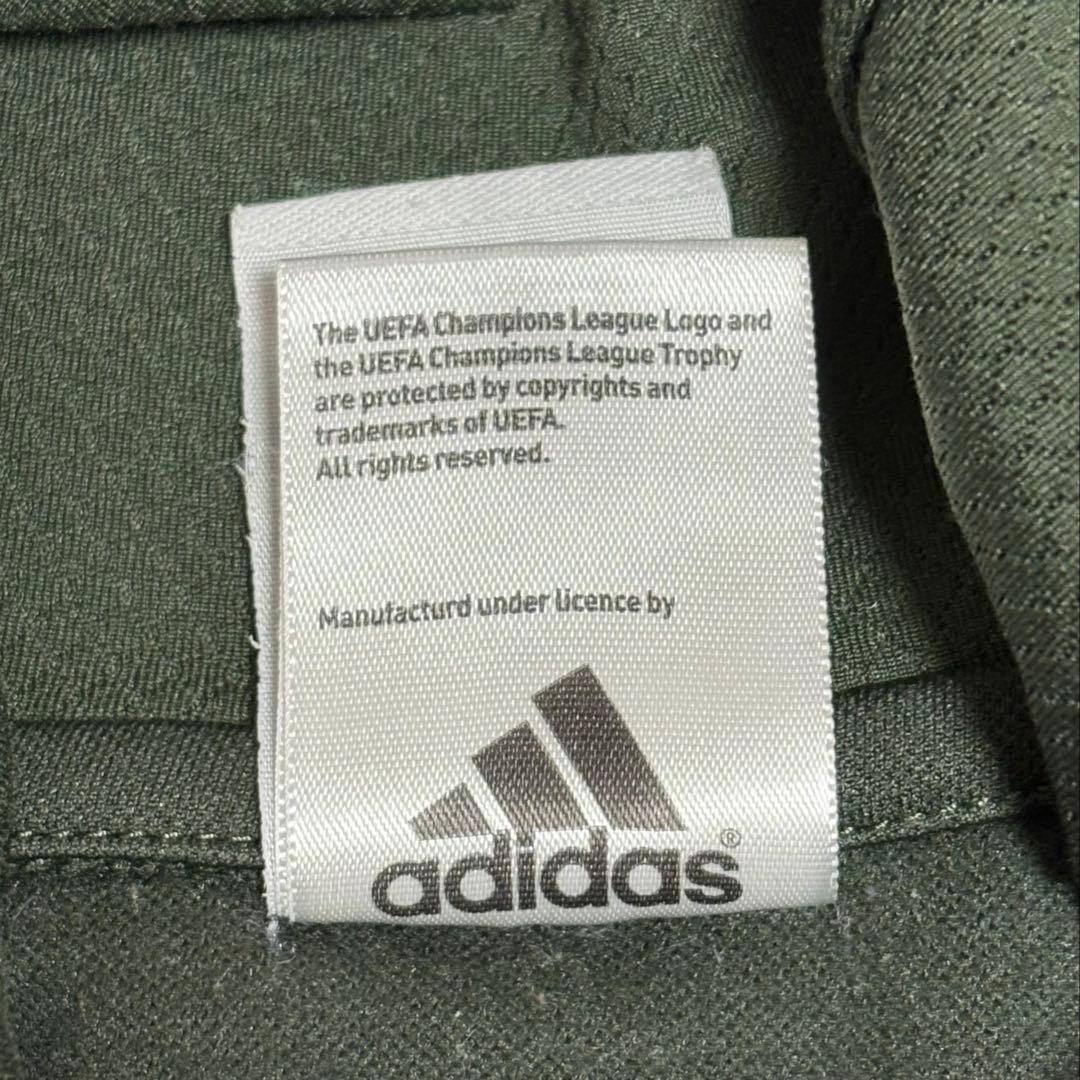 The UEFA Champions League Logo and
the UEFA Champions League Trophy
are protected by copyrights and
trademarks of UEFA.
All rights reserved.
Manufacturd under licence by
adidas®